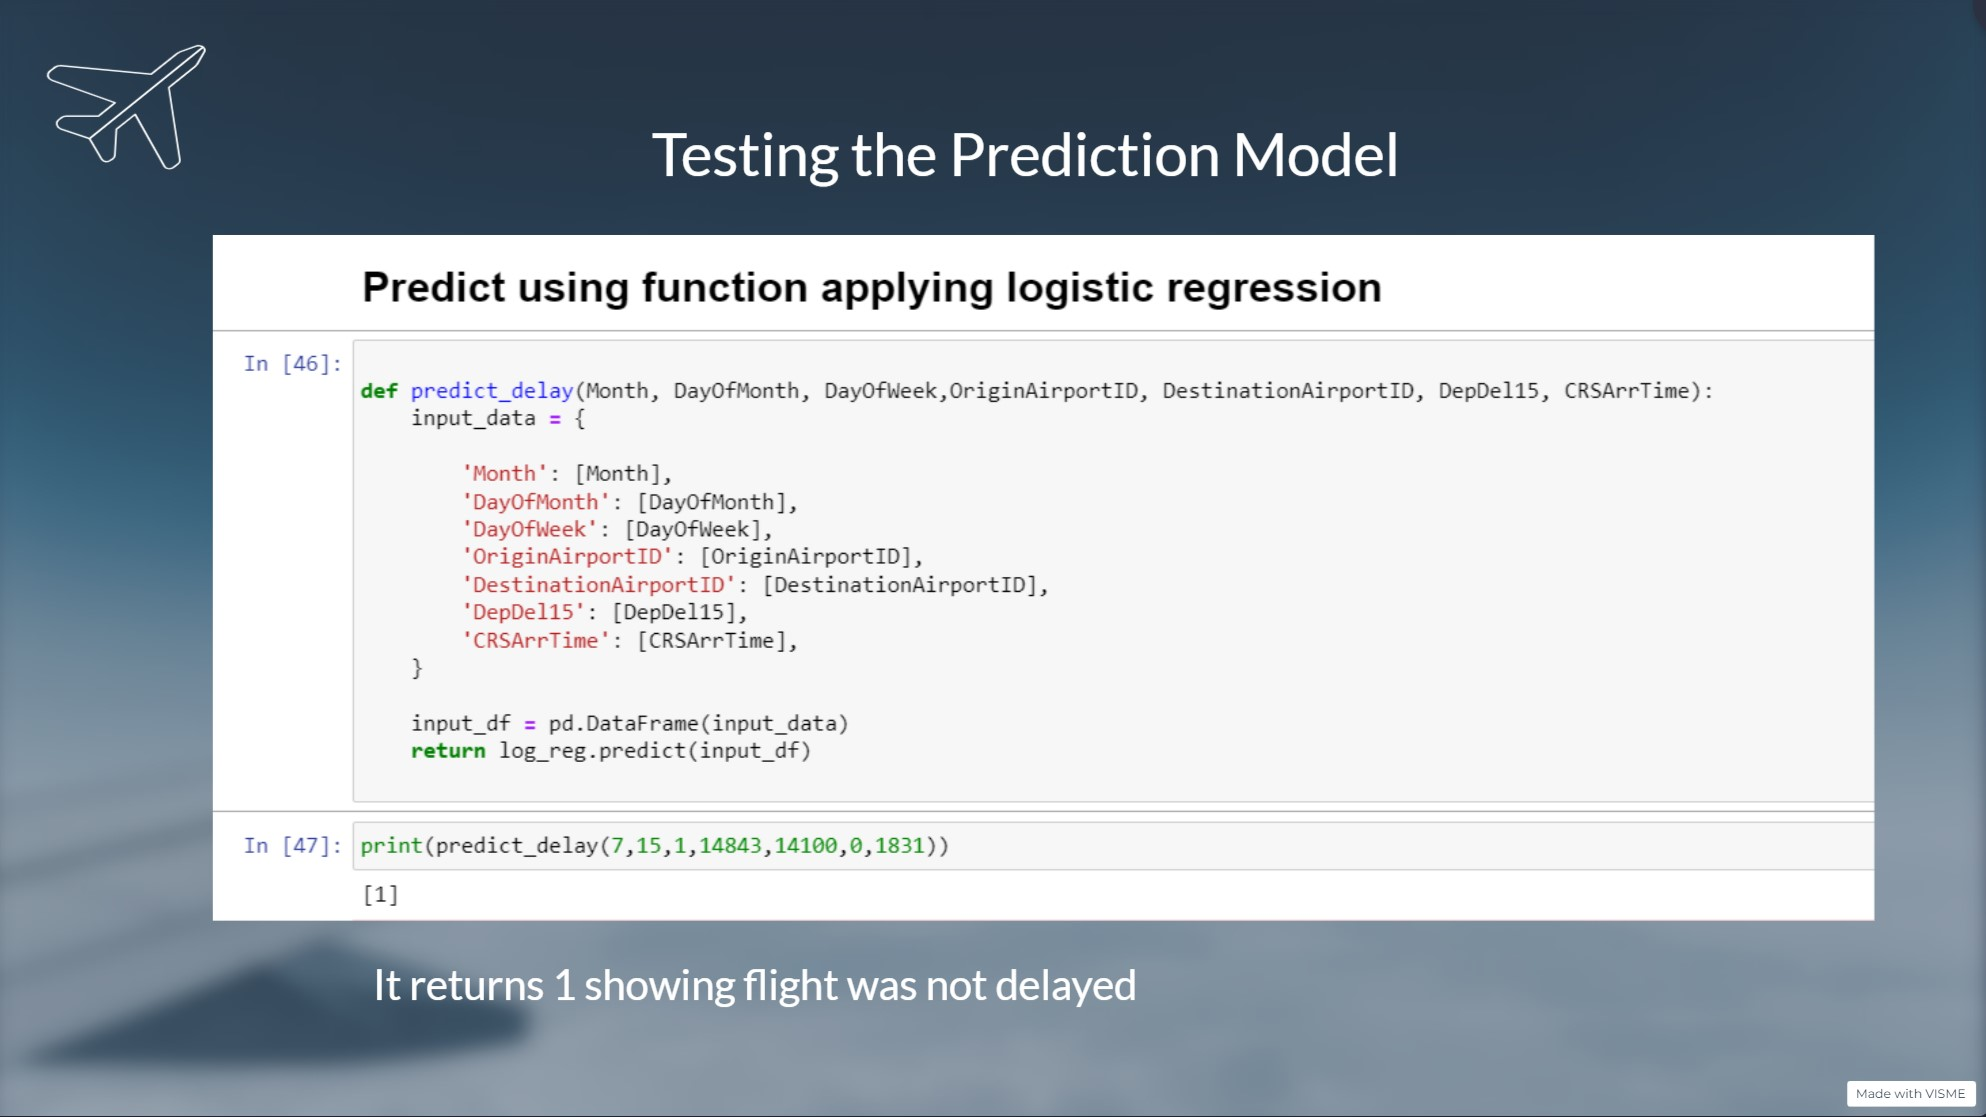 Testing the Prediction Model
Predict using function applying logistic regression
In [46]:
def predict_delay(Month, DayOfMonth, DayOfWeek,OriginAirportID, DestinationAirportID, DepDel15, CRSArrTime):
    input_data = {
        'Month': [Month],
        'DayOfMonth': [DayOfMonth],
        'DayOfWeek': [DayOfWeek],
        'OriginAirportID': [OriginAirportID],
        'DestinationAirportID': [DestinationAirportID],
        'DepDel15': [DepDel15],
        'CRSArrTime': [CRSArrTime],
    }
    input_df = pd.DataFrame(input_data)
    return log_reg.predict(input_df)
In [47]: print(predict_delay(7,15,1,14843,14100,0,1831))
[1]
It returns 1 showing flight was not delayed
Made with VISME